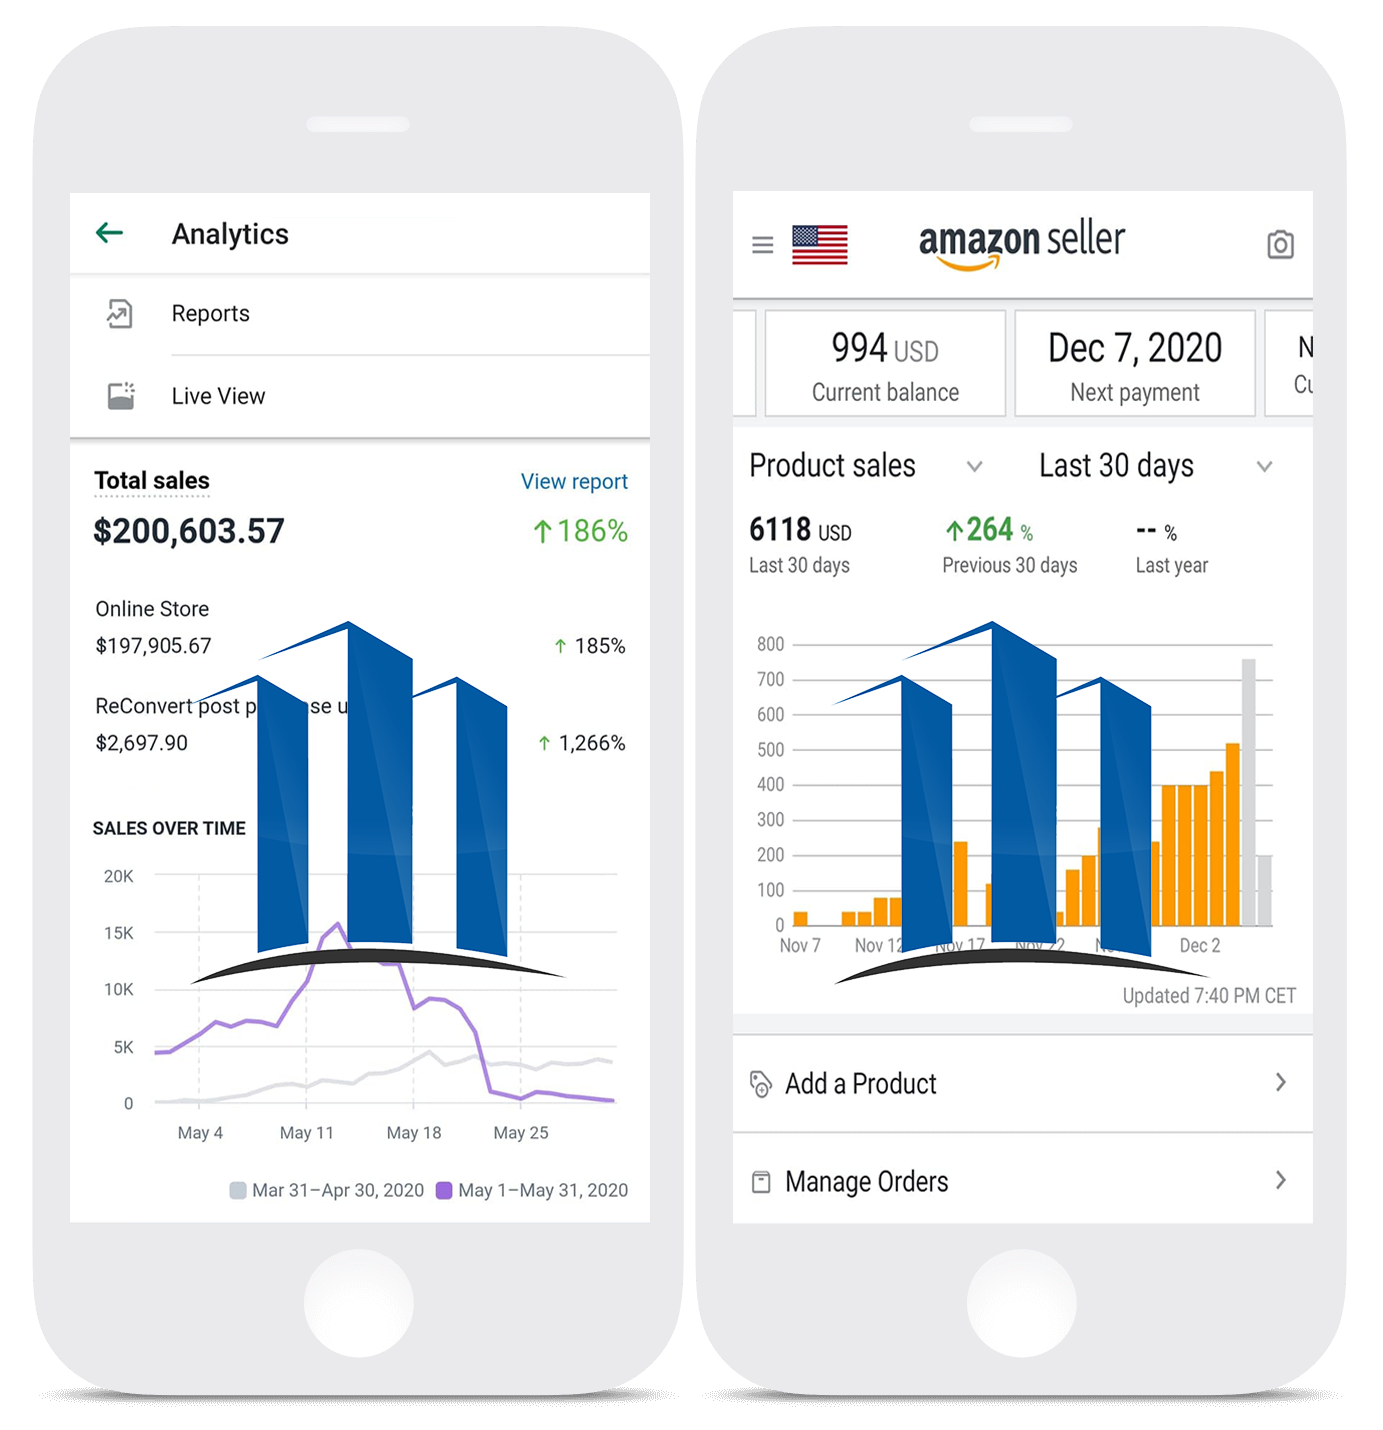 Analytics
Reports
Live View
Total sales
View report
$200,603.57
↑186%
Online Store
$197,905.67
↑ 185%
ReConvert post
$2,697.90
↑ 1,266%
SALES OVER TIME
20K
15K
10K
5K
0
May 4 May 11 May 18 May 25
Mar 31–Apr 30, 2020 May 1–May 31, 2020
amazon seller
994 USD
Current balance
Dec 7, 2020
Next payment
Product sales
Last 30 days
6118 USD
Last 30 days
↑264 %
Previous 30 days
-- %
Last year
800
700
600
500
400
300
200
100
0
Nov 7 Nov 12 Nov 17 Nov 22 Dec 2
Updated 7:40 PM CET
Add a Product
Manage Orders